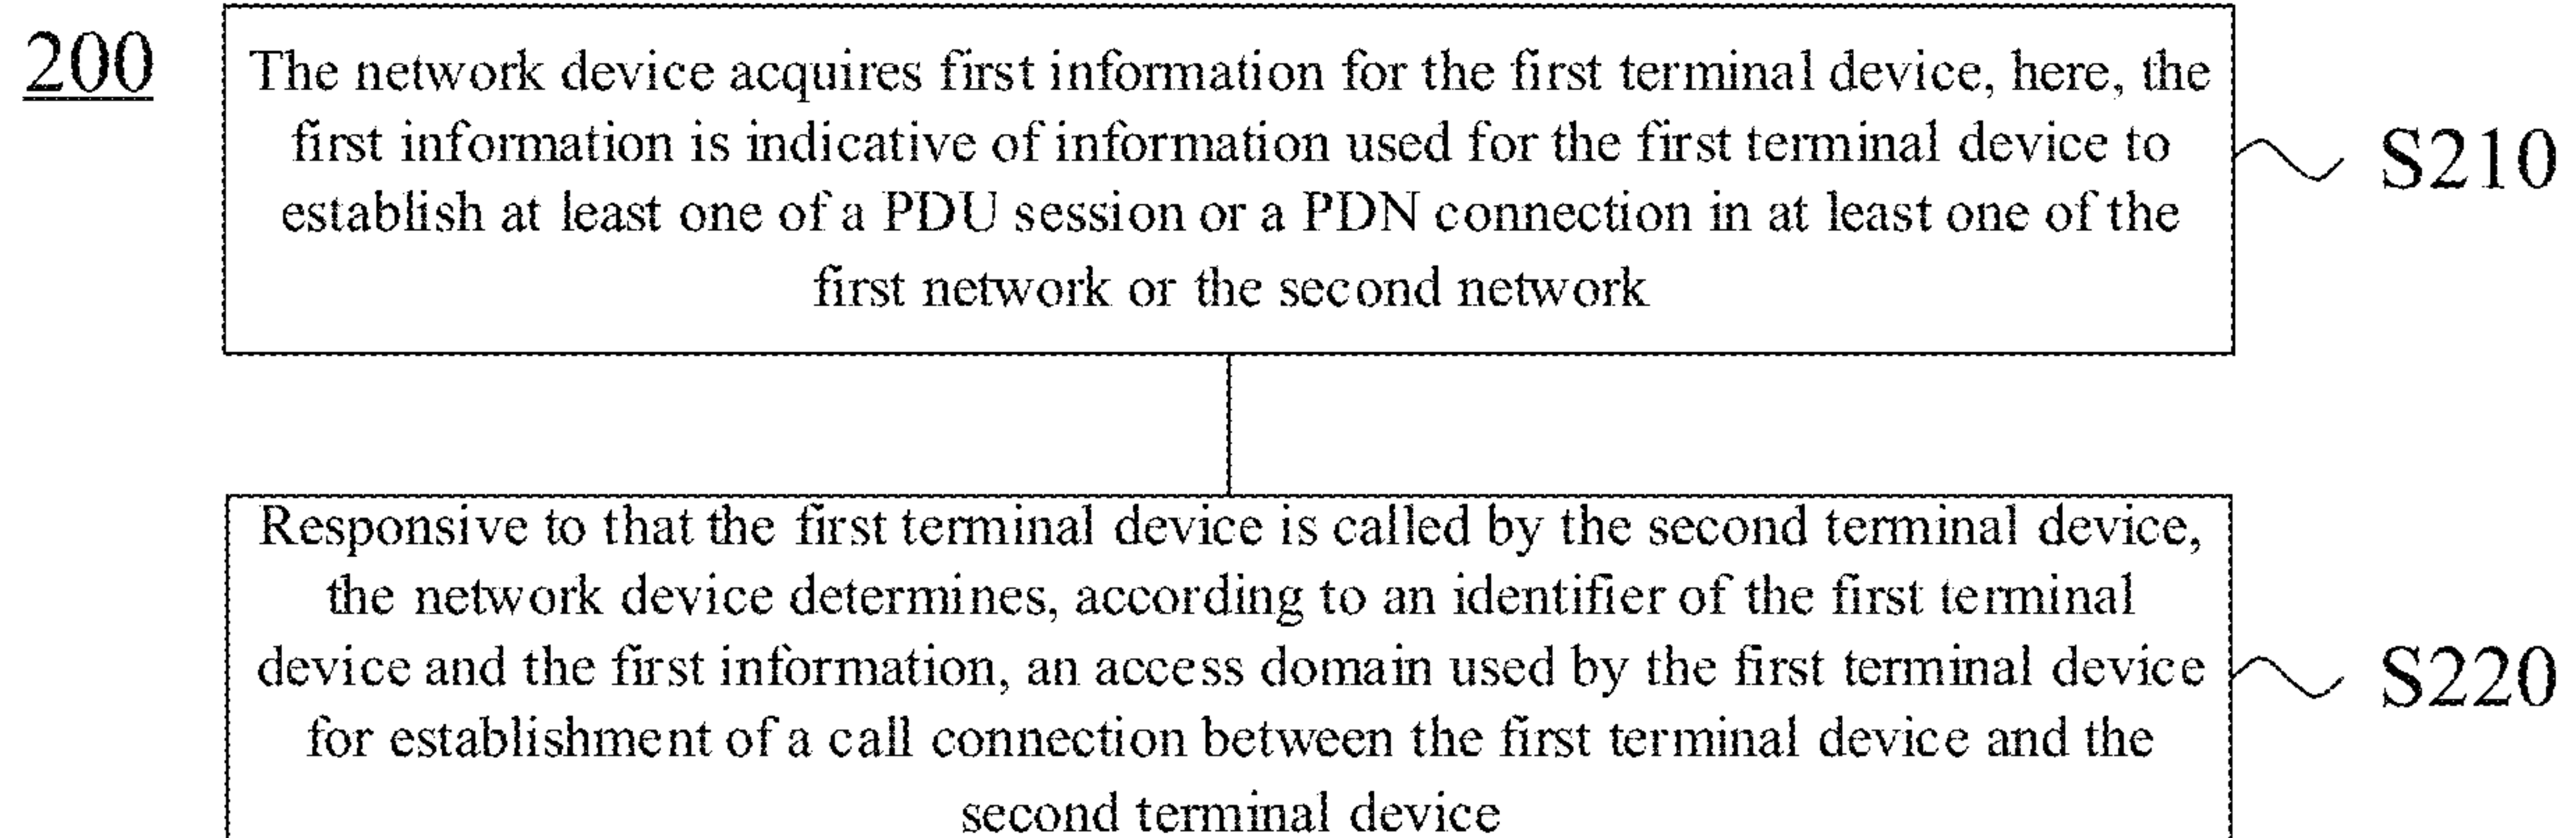 200
The network device acquires first information for the first terminal device, here, the
first information is indicative of information used for the first terminal device to
establish at least one of a PDU session or a PDN connection in at least one of the
first network or the second network
S210
Responsive to that the first terminal device is called by the second terminal device,
the network device determines, according to an identifier of the first terminal
device and the first information, an access domain used by the first terminal device
for establishment of a call connection between the first terminal device and the
second terminal device
S220